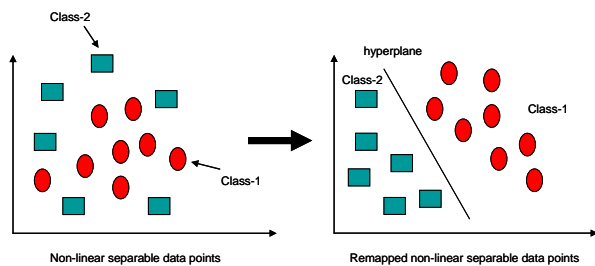 Class-2
Class-1
Non-linear separable data points
hyperplane
Class-2
Class-1
Remapped non-linear separable data points